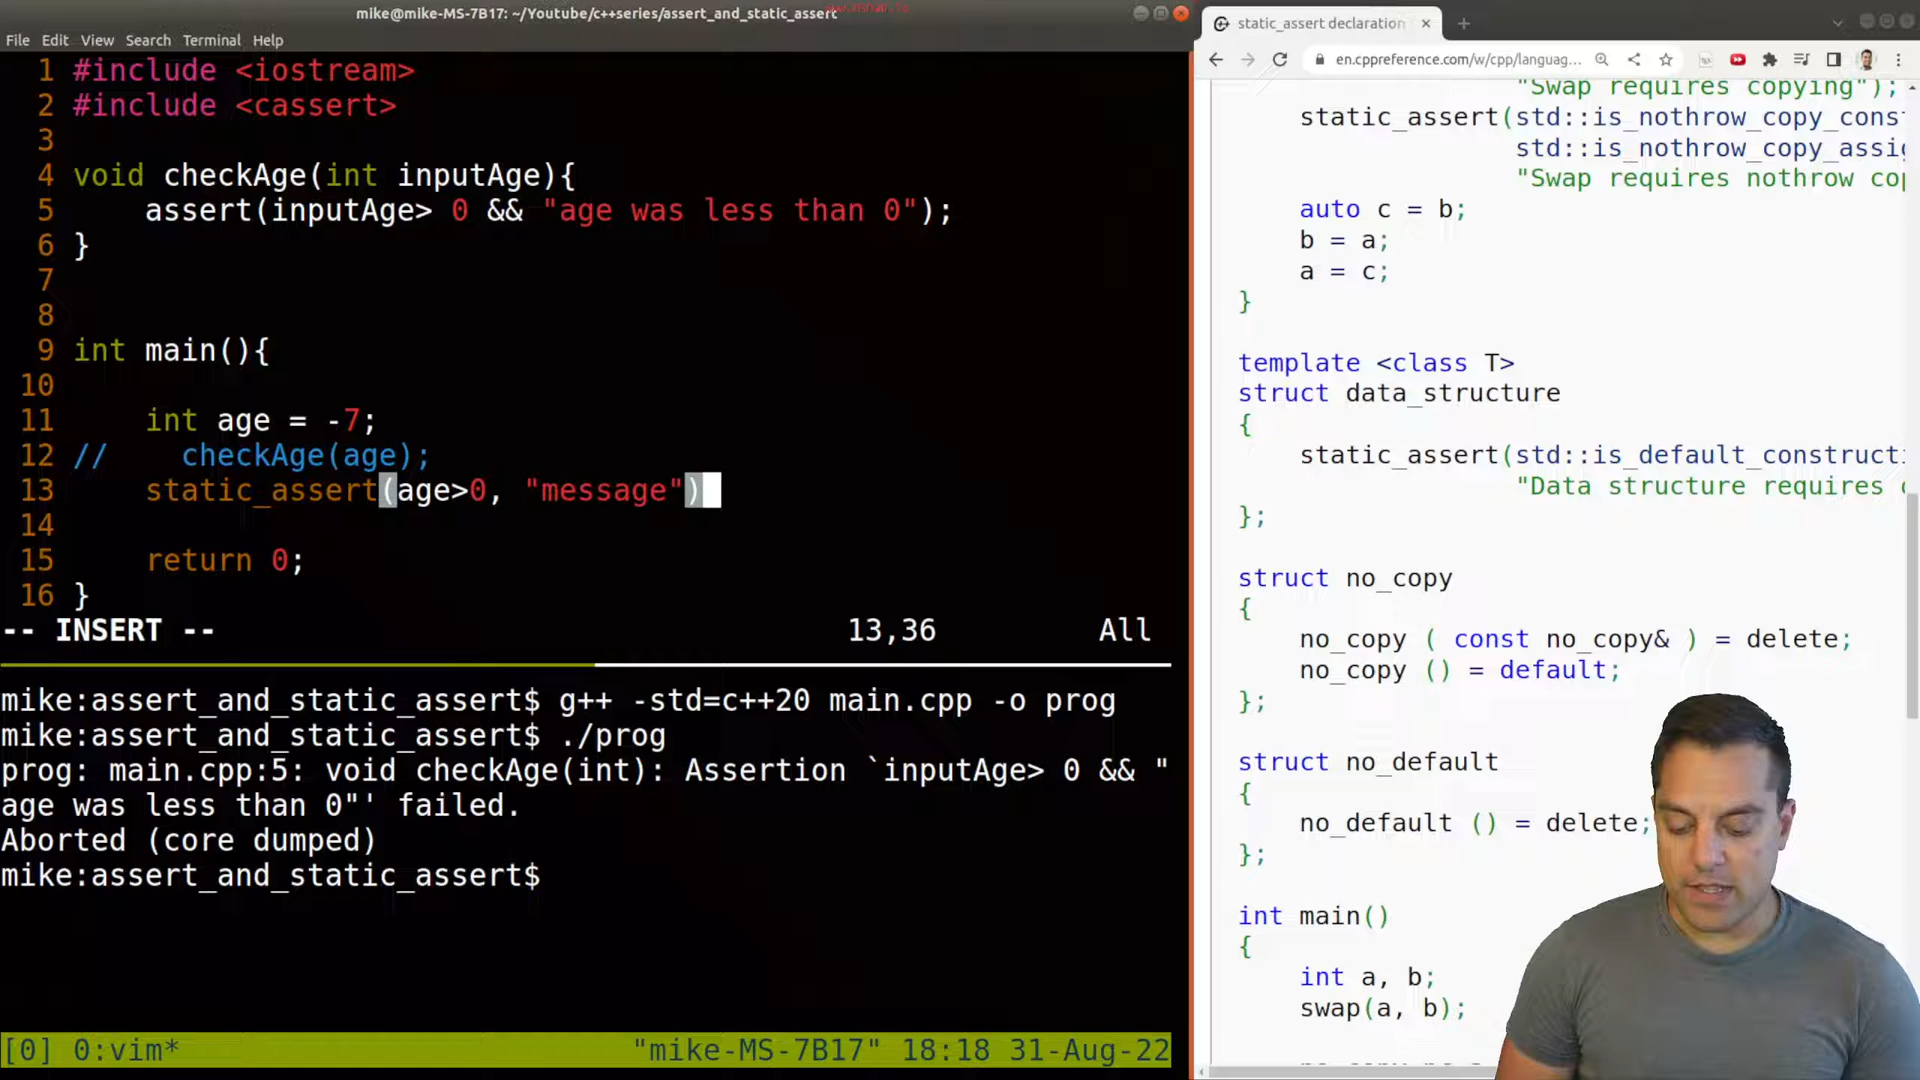 mike@mike-MS-7B17: ~/Youtube/c++series/assert_and_static_assert
File Edit View Search Terminal Help
1 #include <iostream>
2 #include <cassert>
3
4 void checkAge(int inputAge){
5     assert(inputAge> 0 && "age was less than 0");
6 }
7
8
9 int main(){
10
11     int age = -7;
12 //    checkAge(age);
13     static_assert(age>0, "message")
14
15     return 0;
16 }
-- INSERT -- 13,36 All
mike:assert_and_static_assert$ g++ -std=c++20 main.cpp -o prog
mike:assert_and_static_assert$ ./prog
prog: main.cpp:5: void checkAge(int): Assertion `inputAge> 0 && "
age was less than 0"' failed.
Aborted (core dumped)
mike:assert_and_static_assert$
[0] 0:vim* "mike-MS-7B17" 18:18 31-Aug-22
static_assert declaration
en.cppreference.com/w/cpp/languag...
"Swap requires copying");
static_assert(std::is_nothrow_copy_const
std::is_nothrow_copy_assig
"Swap requires nothrow cop
auto c = b;
b = a;
a = c;
}
template <class T>
struct data_structure
{
static_assert(std::is_default_constructi
"Data structure requires
};
struct no_copy
{
no_copy ( const no_copy& ) = delete;
no_copy () = default;
};
struct no_default
{
no_default () = delete;
};
int main()
{
int a, b;
swap(a, b);